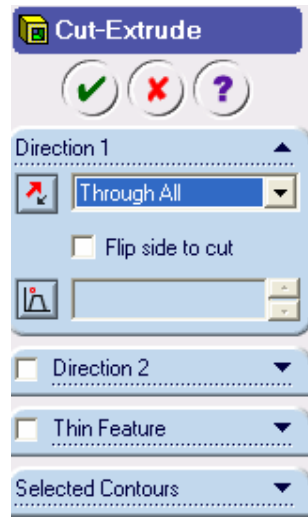 Cut-Extrude
?
Direction 1
Through All
Flip side to cut
Direction 2
Thin Feature
Selected Contours